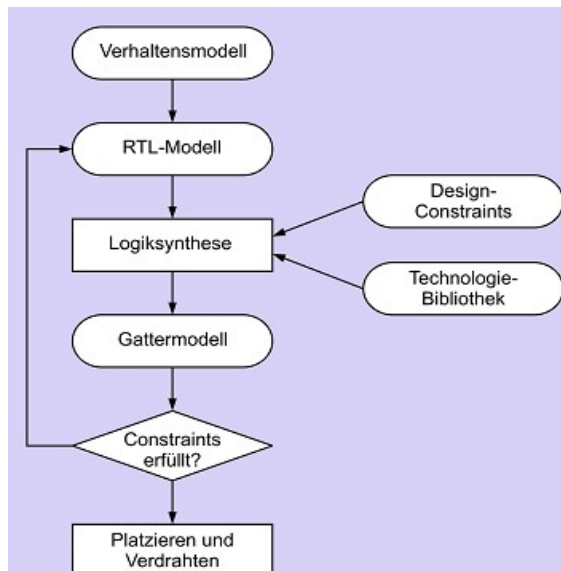 Verhaltensmodell
RTL-Modell
Design-
Constraints
Logiksynthese
Technologie-
Bibliothek
Gattermodell
Constraints
erfüllt?
Platzieren und
Verdrahten